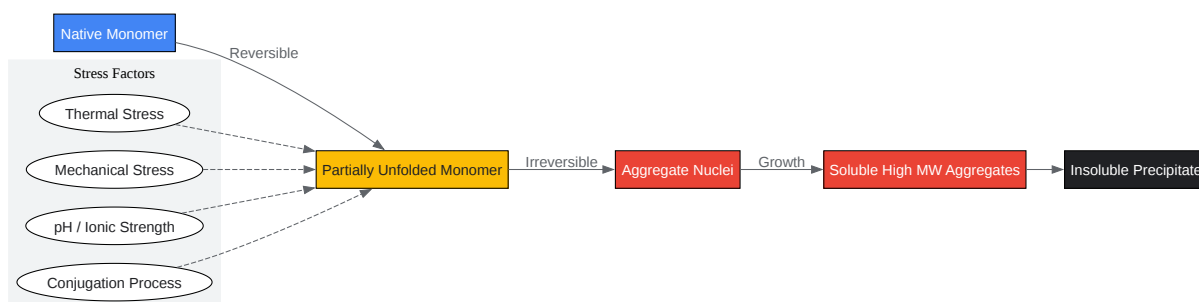 Native Monomer
Reversible
Stress Factors
Thermal Stress
Mechanical Stress
Partially Unfolded Monomer
Irreversible
Aggregate Nuclei
Growth
Soluble High MW Aggregates
Insoluble Precipitate
pH / Ionic Strength
Conjugation Process